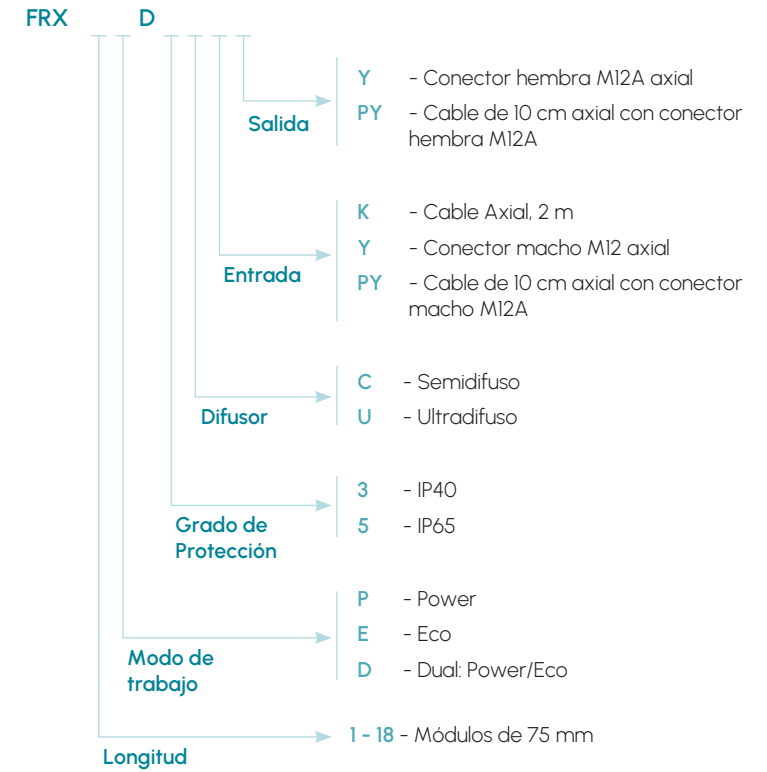 FRX D
Y - Conector hembra M12A axial
PY - Cable de 10 cm axial con conector
hembra M12A
Salida
K - Cable Axial, 2 m
Y - Conector macho M12 axial
PY - Cable de 10 cm axial con conector
macho M12A
Entrada
C - Semidifuso
U - Ultradifuso
Difusor
3 - IP40
5 - IP65
Grado de
Protección
P - Power
E - Eco
D - Dual: Power/Eco
Modo de
trabajo
1 - 18 - Módulos de 75 mm
Longitud